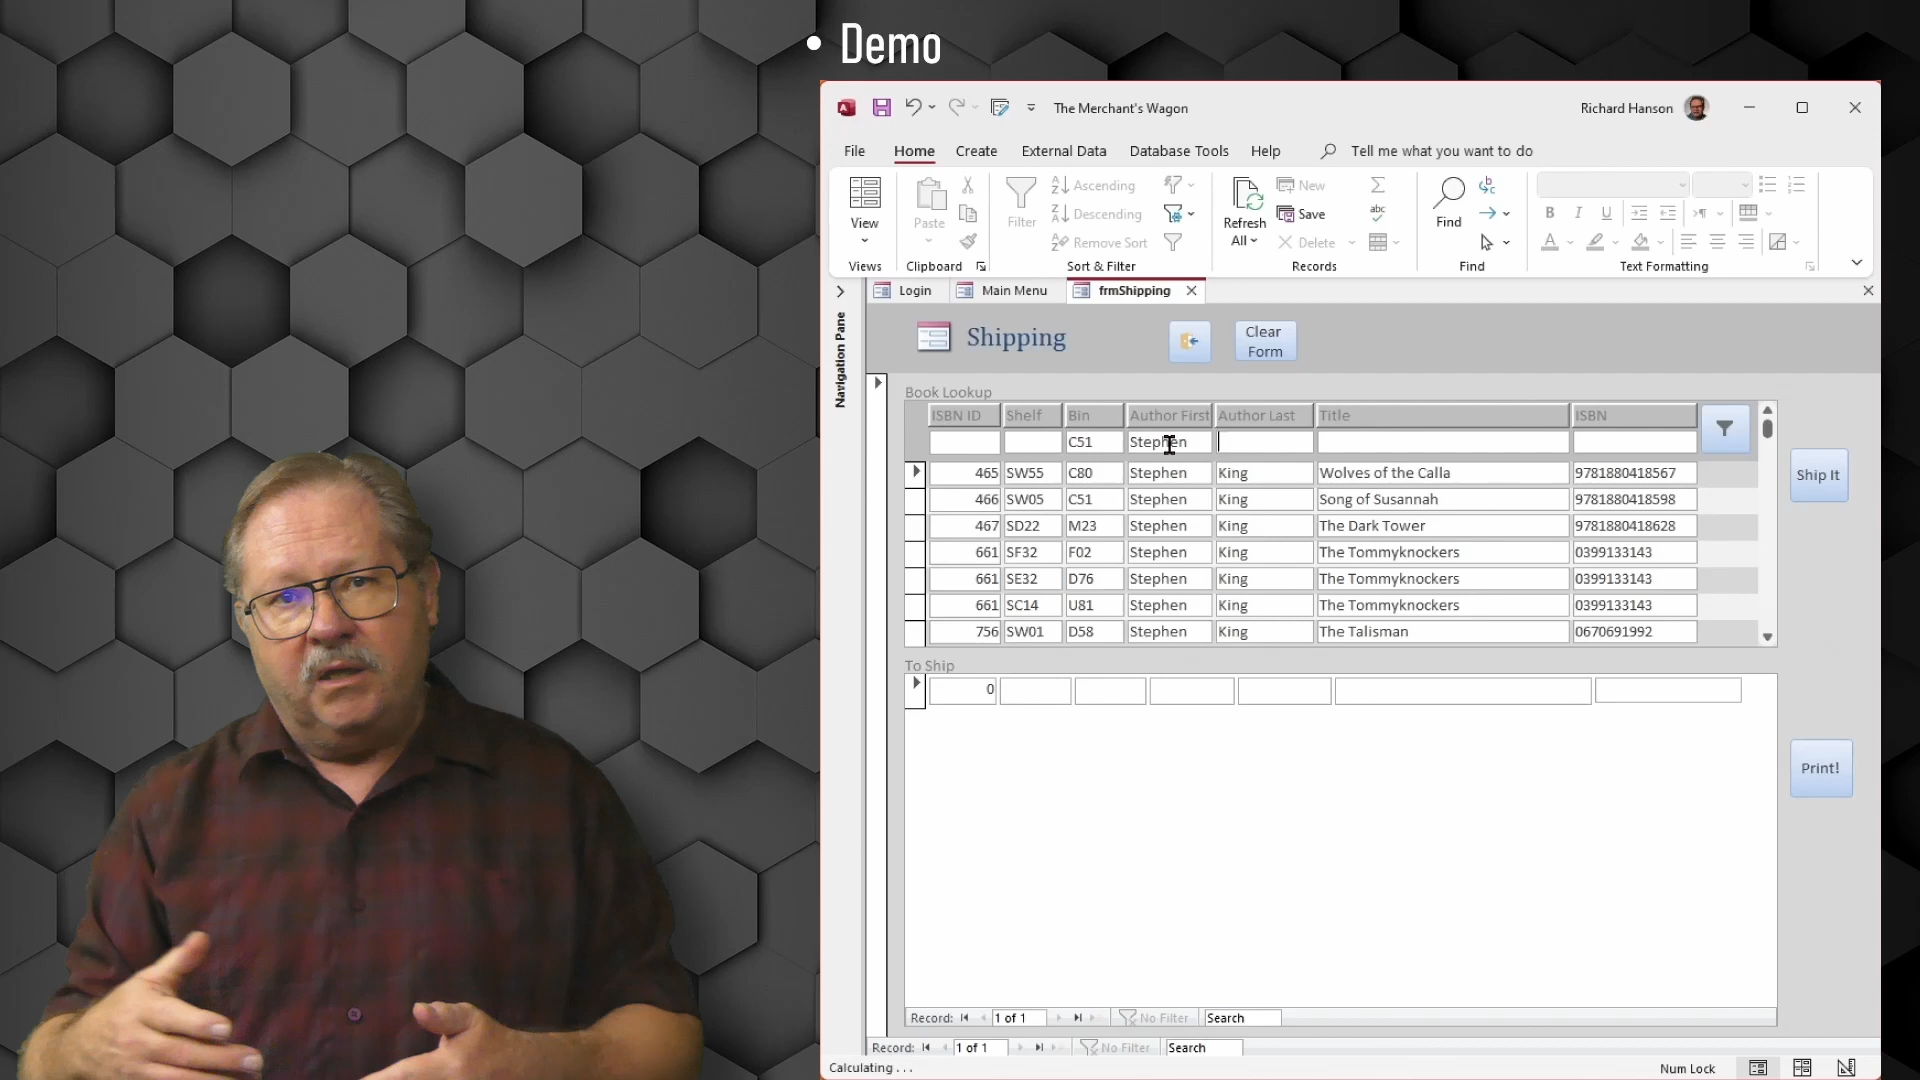 • Demo
The Merchant's Wagon
Richard Hanson
File Home Create External Data Database Tools Help Tell me what you want to do
View
Views
Paste
Clipboard
Filter
Ascending
Descending
Remove Sort
Sort & Filter
Refresh
All
New
Save
Delete
Records
Find
Find
Text Formatting
Login Main Menu frmShipping
Navigation Pane
Shipping
Clear
Form
Book Lookup
ISBN ID Shelf Bin Author First Author Last Title ISBN
C51 Stephen
465 SW55 C80 Stephen King Wolves of the Calla 9781880418567
466 SW05 C51 Stephen King Song of Susannah 9781880418598
467 SD22 M23 Stephen King The Dark Tower 9781880418628
661 SF32 F02 Stephen King The Tommyknockers 0399133143
661 SE32 D76 Stephen King The Tommyknockers 0399133143
661 SC14 U81 Stephen King The Tommyknockers 0399133143
756 SW01 D58 Stephen King The Talisman 0670691992
Ship It
To Ship
0
Print!
Record: 1 of 1 No Filter Search
Record: 1 of 1 No Filter Search
Calculating . . .
Num Lock